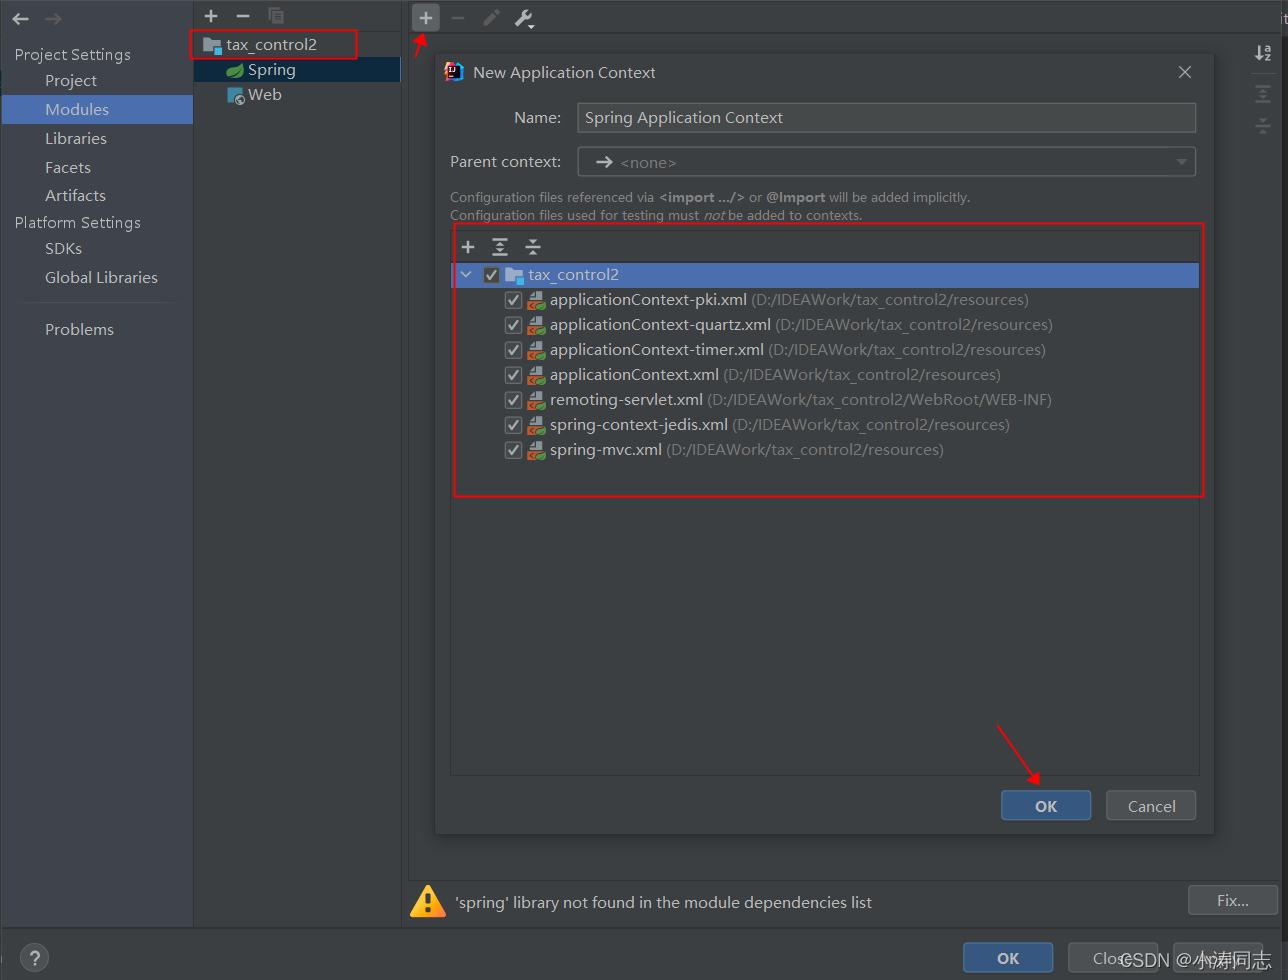 Project Settings
Project
Modules
Libraries
Facets
Artifacts
Platform Settings
SDKs
Global Libraries
Problems
tax_control2
Spring
Web
New Application Context
Name: Spring Application Context
Parent context: <none>
Configuration files referenced via <import .../> or @Import will be added implicitly.
Configuration files used for testing must not be added to contexts.
tax_control2
applicationContext-pki.xml (D:/IDEAWork/tax_control2/resources)
applicationContext-quartz.xml (D:/IDEAWork/tax_control2/resources)
applicationContext-timer.xml (D:/IDEAWork/tax_control2/resources)
applicationContext.xml (D:/IDEAWork/tax_control2/resources)
remoting-servlet.xml (D:/IDEAWork/tax_control2/WebRoot/WEB-INF)
spring-context-jedis.xml (D:/IDEAWork/tax_control2/resources)
spring-mvc.xml (D:/IDEAWork/tax_control2/resources)
OK Cancel
'spring' library not found in the module dependencies list
Fix...
?
OK
CSDN @小涛同志